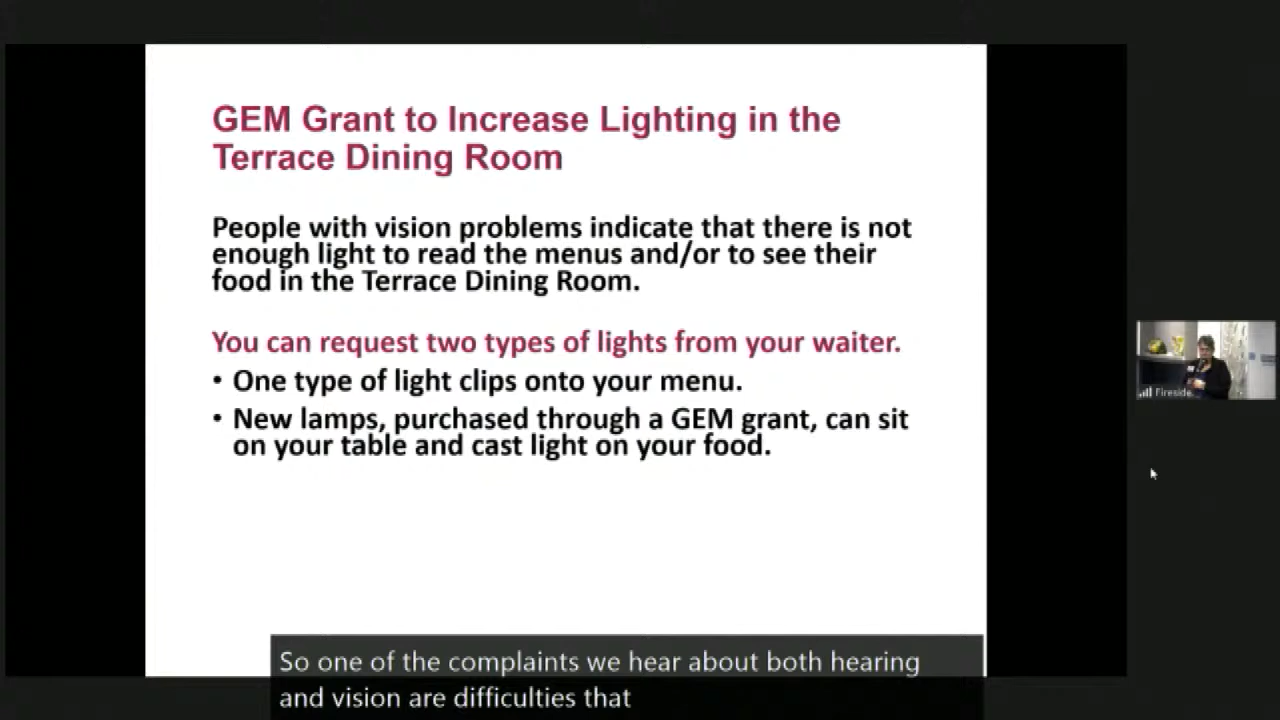 GEM Grant to Increase Lighting in the
Terrace Dining Room
People with vision problems indicate that there is not
enough light to read the menus and/or to see their
food in the Terrace Dining Room.
You can request two types of lights from your waiter.
• One type of light clips onto your menu.
• New lamps, purchased through a GEM grant, can sit
on your table and cast light on your food.
Fireside
So one of the complaints we hear about both hearing
and vision are difficulties that